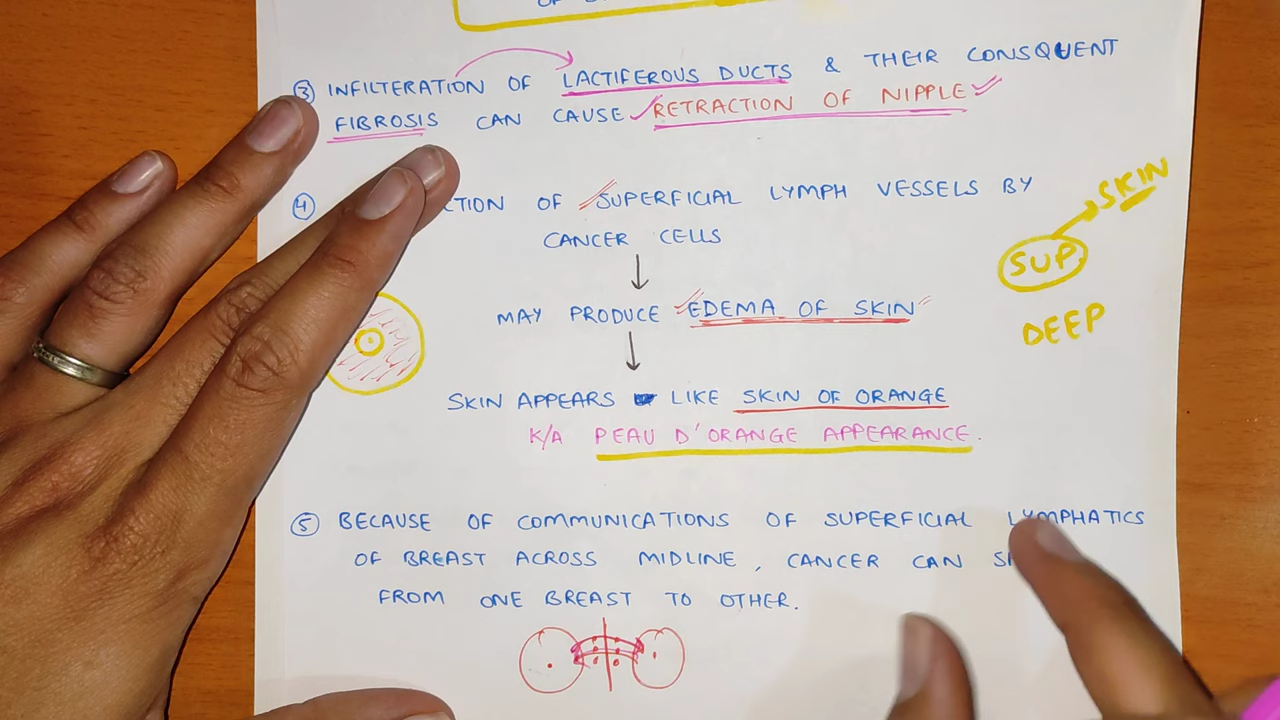 ③ INFILTERATION OF LACTIFEROUS DUCTS & THEIR CONSQUENT
FIBROSIS CAN CAUSE RETRACTION OF NIPPLE
④ OF SUPERFICIAL LYMPH VESSELS BY
CANCER CELLS
MAY PRODUCE EDEMA OF SKIN
SKIN APPEARS LIKE SKIN OF ORANGE
K/A PEAU D'ORANGE APPEARANCE.
SKIN
SUP
DEEP
⑤ BECAUSE OF COMMUNICATIONS OF SUPERFICIAL LYMPHATICS
OF BREAST ACROSS MIDLINE, CANCER CAN
FROM ONE BREAST TO OTHER.